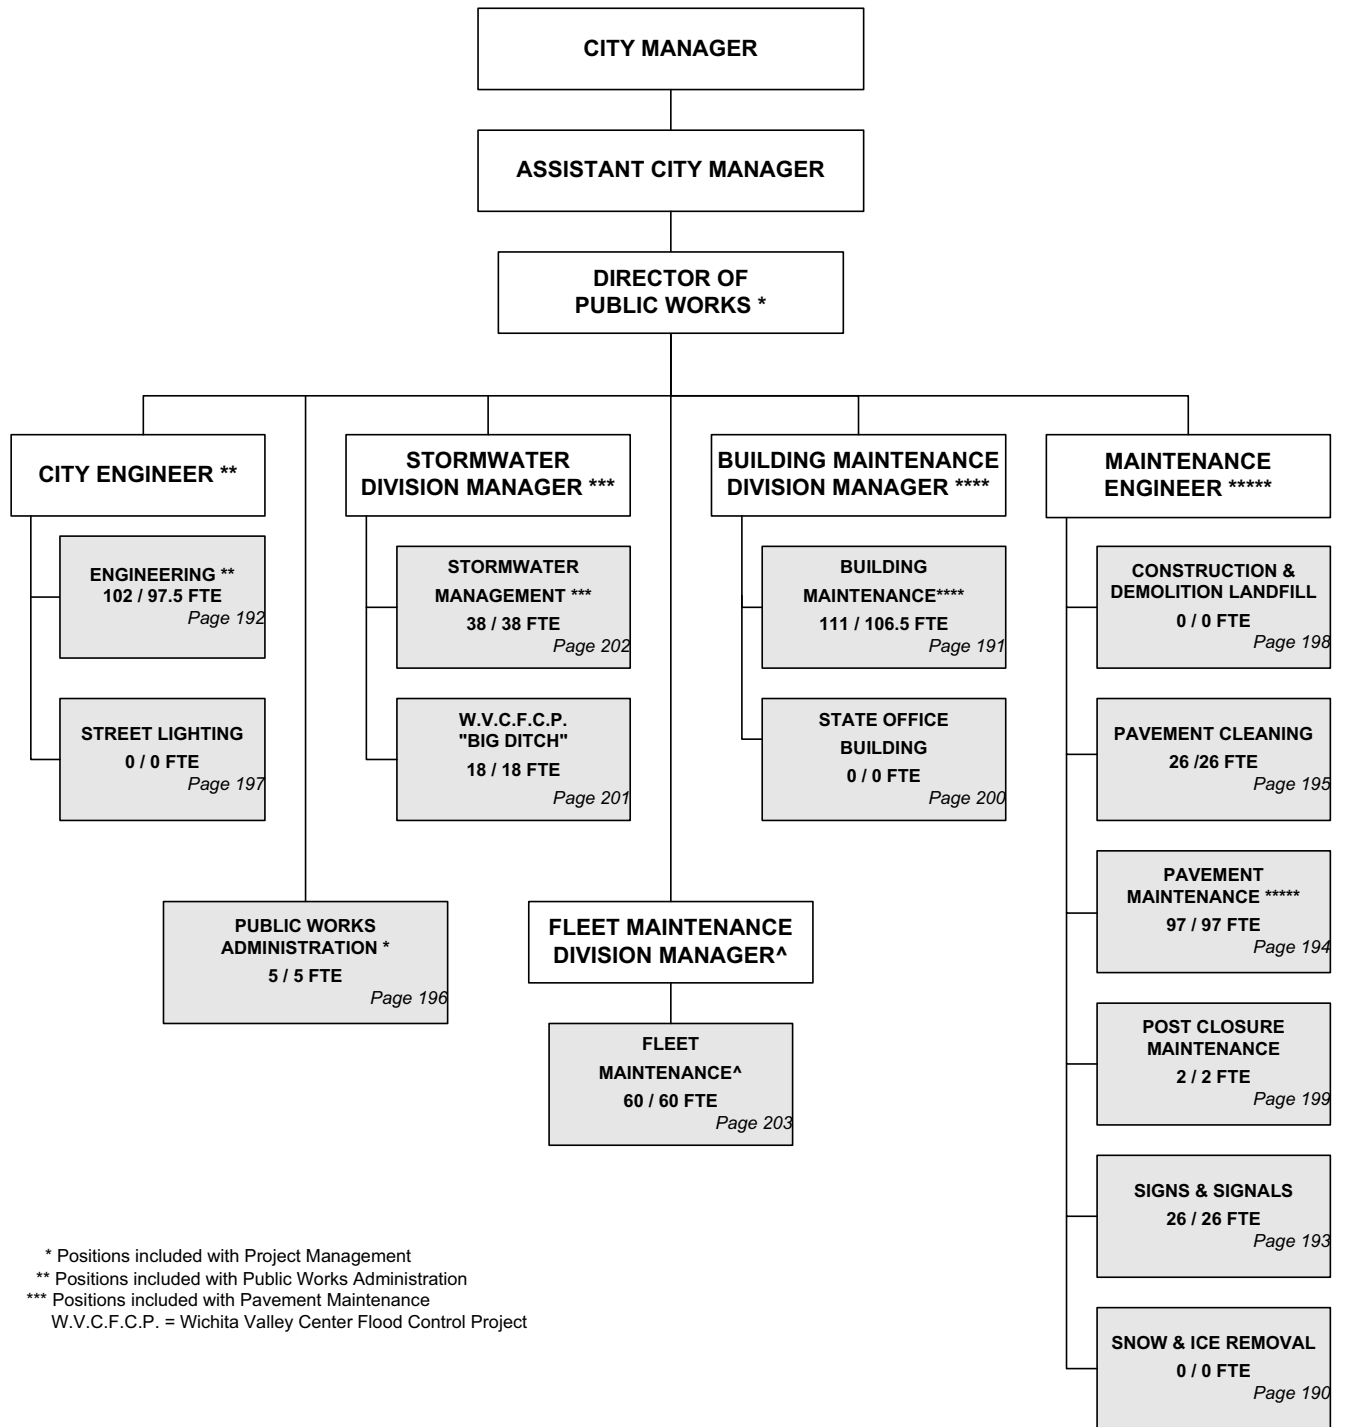 CITY MANAGER
ASSISTANT CITY MANAGER
DIRECTOR OF
PUBLIC WORKS *
CITY ENGINEER **
ENGINEERING **
102 / 97.5 FTE
Page 192
STREET LIGHTING
0 / 0 FTE
Page 197
STORMWATER
DIVISION MANAGER ***
STORMWATER
MANAGEMENT ***
38 / 38 FTE
Page 202
W.V.C.F.C.P.
"BIG DITCH"
18 / 18 FTE
Page 201
BUILDING MAINTENANCE
DIVISION MANAGER ****
BUILDING
MAINTENANCE****
111 / 106.5 FTE
Page 191
STATE OFFICE
BUILDING
0 / 0 FTE
Page 200
MAINTENANCE
ENGINEER *****
CONSTRUCTION &
DEMOLITION LANDFILL
0 / 0 FTE
Page 198
PAVEMENT CLEANING
26 /26 FTE
Page 195
PAVEMENT
MAINTENANCE *****
97 / 97 FTE
Page 194
POST CLOSURE
MAINTENANCE
2 / 2 FTE
Page 199
SIGNS & SIGNALS
26 / 26 FTE
Page 193
SNOW & ICE REMOVAL
0 / 0 FTE
Page 190
PUBLIC WORKS
ADMINISTRATION *
5 / 5 FTE
Page 196
FLEET MAINTENANCE
DIVISION MANAGER^
FLEET
MAINTENANCE^
60 / 60 FTE
Page 203
* Positions included with Project Management
** Positions included with Public Works Administration
*** Positions included with Pavement Maintenance
W.V.C.F.C.P. = Wichita Valley Center Flood Control Project